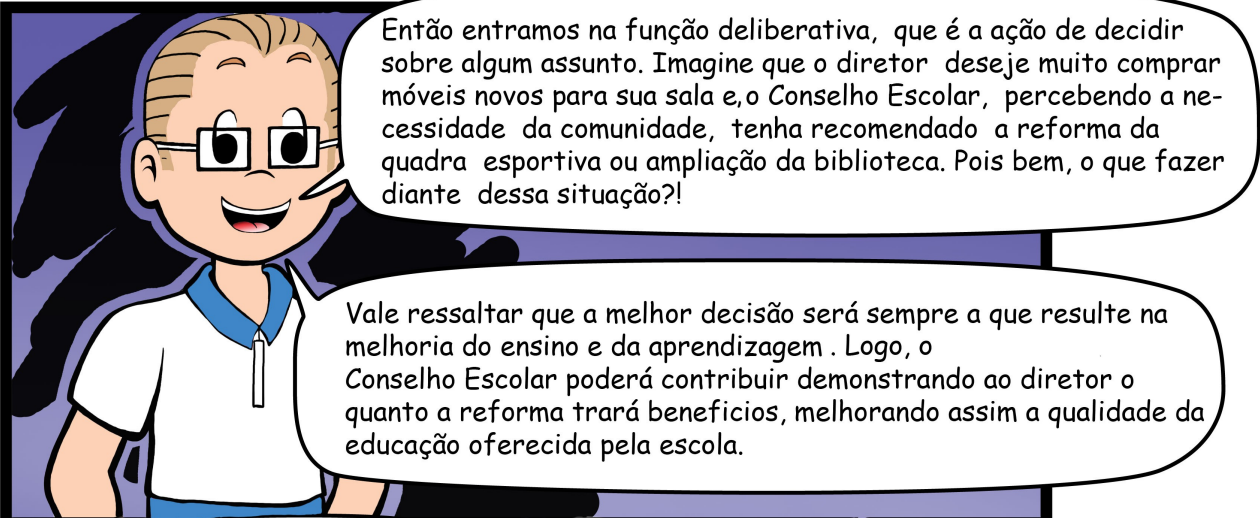 Então entramos na função deliberativa, que é a ação de decidir
sobre algum assunto. Imagine que o diretor deseje muito comprar
móveis novos para sua sala e,o Conselho Escolar, percebendo a ne-
cessidade da comunidade, tenha recomendado a reforma da
quadra esportiva ou ampliação da biblioteca. Pois bem, o que fazer
diante dessa situação?!
Vale ressaltar que a melhor decisão será sempre a que resulte na
melhoria do ensino e da aprendizagem . Logo, o
Conselho Escolar poderá contribuir demonstrando ao diretor o
quanto a reforma trará beneficios, melhorando assim a qualidade da
educação oferecida pela escola.